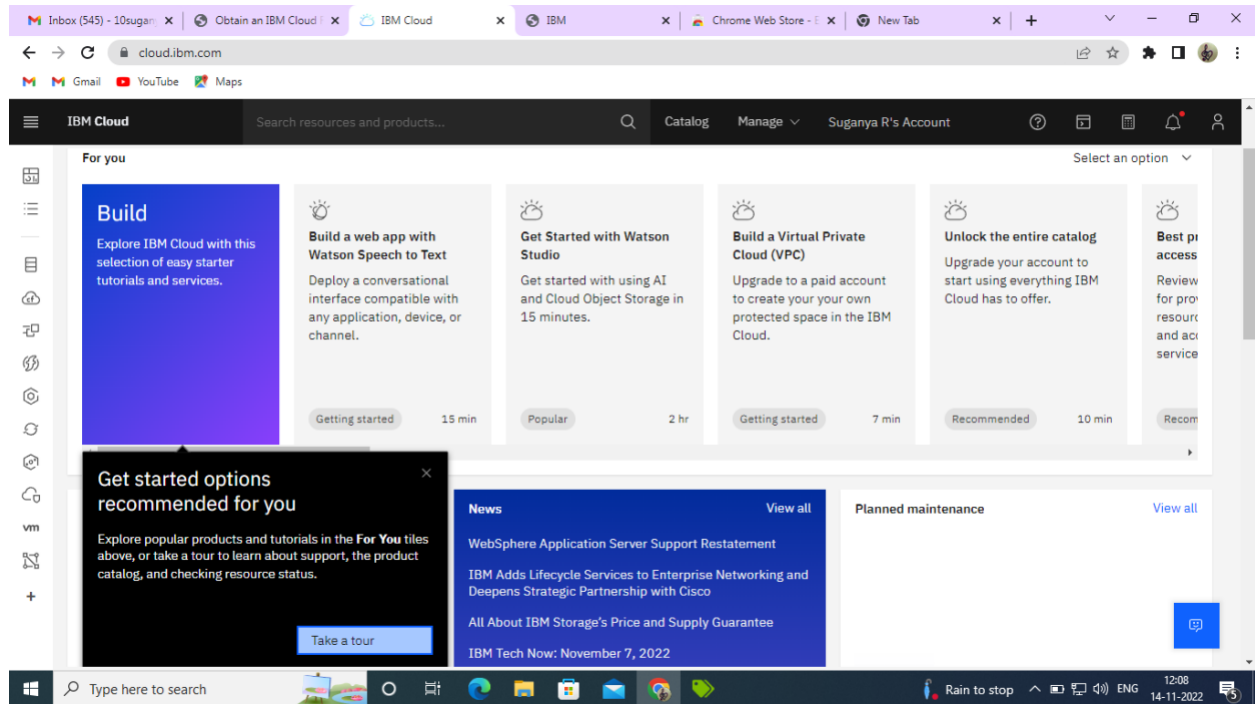 Inbox (545) - 10sugan
Obtain an IBM Cloud F
IBM Cloud
IBM
Chrome Web Store - E
New Tab
cloud.ibm.com
Gmail
YouTube
Maps
IBM Cloud
Search resources and products...
Catalog
Manage
Suganya R's Account
For you
Select an option
Build
Explore IBM Cloud with this
selection of easy starter
tutorials and services.
Build a web app with
Watson Speech to Text
Deploy a conversational
interface compatible with
any application, device, or
channel.
Getting started 15 min
Get Started with Watson
Studio
Get started with using AI
and Cloud Object Storage in
15 minutes.
Popular 2 hr
Build a Virtual Private
Cloud (VPC)
Upgrade to a paid account
to create your your own
protected space in the IBM
Cloud.
Getting started 7 min
Unlock the entire catalog
Upgrade your account to
start using everything IBM
Cloud has to offer.
Recommended 10 min
Best pr
access
Review
for prov
resourc
and acc
service
Recom
vm
Get started options
recommended for you
Explore popular products and tutorials in the For You tiles
above, or take a tour to learn about support, the product
catalog, and checking resource status.
Take a tour
News View all
WebSphere Application Server Support Restatement
IBM Adds Lifecycle Services to Enterprise Networking and
Deepens Strategic Partnership with Cisco
All About IBM Storage's Price and Supply Guarantee
IBM Tech Now: November 7, 2022
Planned maintenance View all
Type here to search
Rain to stop
ENG
12:08
14-11-2022
5